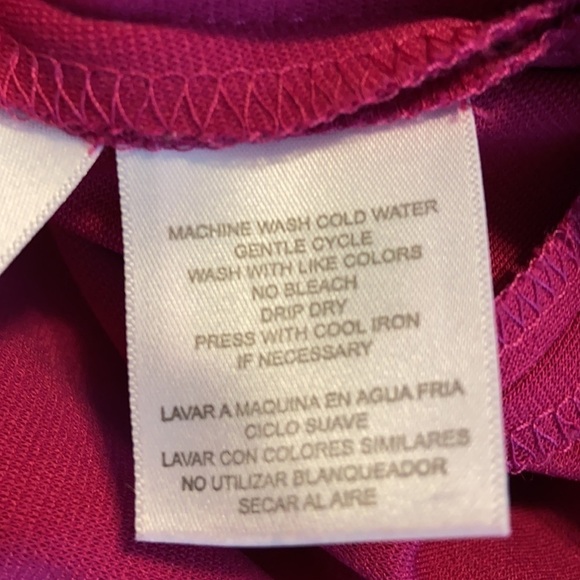 MACHINE WASH COLD WATER
GENTLE CYCLE
WASH WITH LIKE COLORS
NO BLEACH
DRIP DRY
PRESS WITH COOL IRON
IF NECESSARY
LAVAR A MAQUINA EN AGUA FRIA
CICLO SUAVE
LAVAR CON COLORES SIMILARES
NO UTILIZAR BLANQUEADOR
SECAR AL AIRE